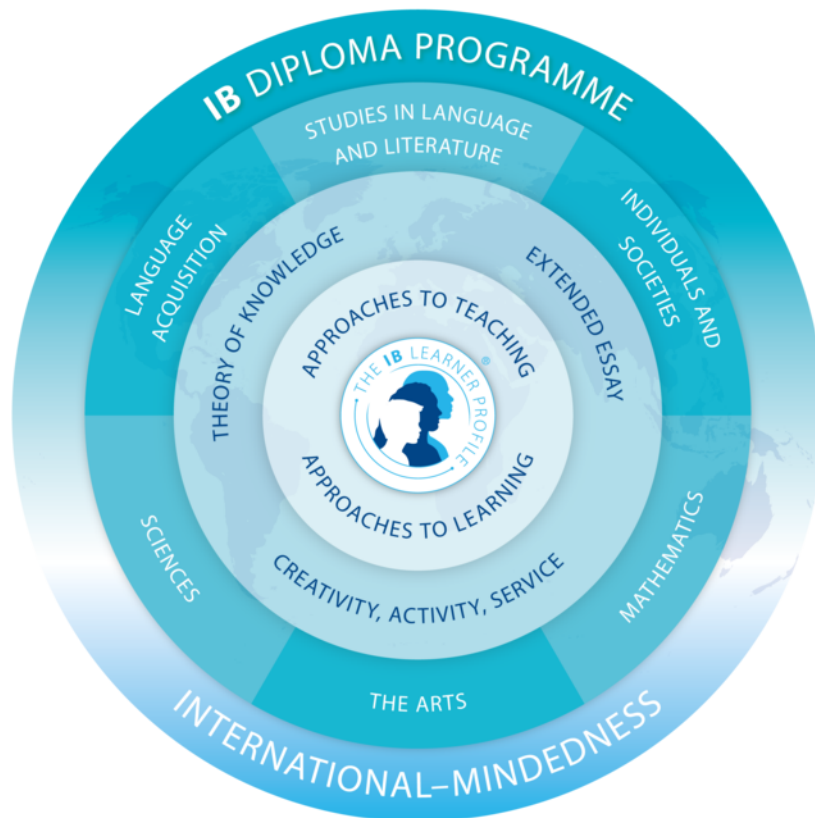 IB DIPLOMA PROGRAMME
STUDIES IN LANGUAGE
AND LITERATURE
LANGUAGE
ACQUISITION
INDIVIDUALS AND
SOCIETIES
THEORY OF KNOWLEDGE
EXTENDED ESSAY
APPROACHES TO TEACHING
THE IB LEARNER PROFILE
®
APPROACHES TO LEARNING
CREATIVITY, ACTIVITY, SERVICE
SCIENCES
MATHEMATICS
THE ARTS
INTERNATIONAL–MINDEDNESS